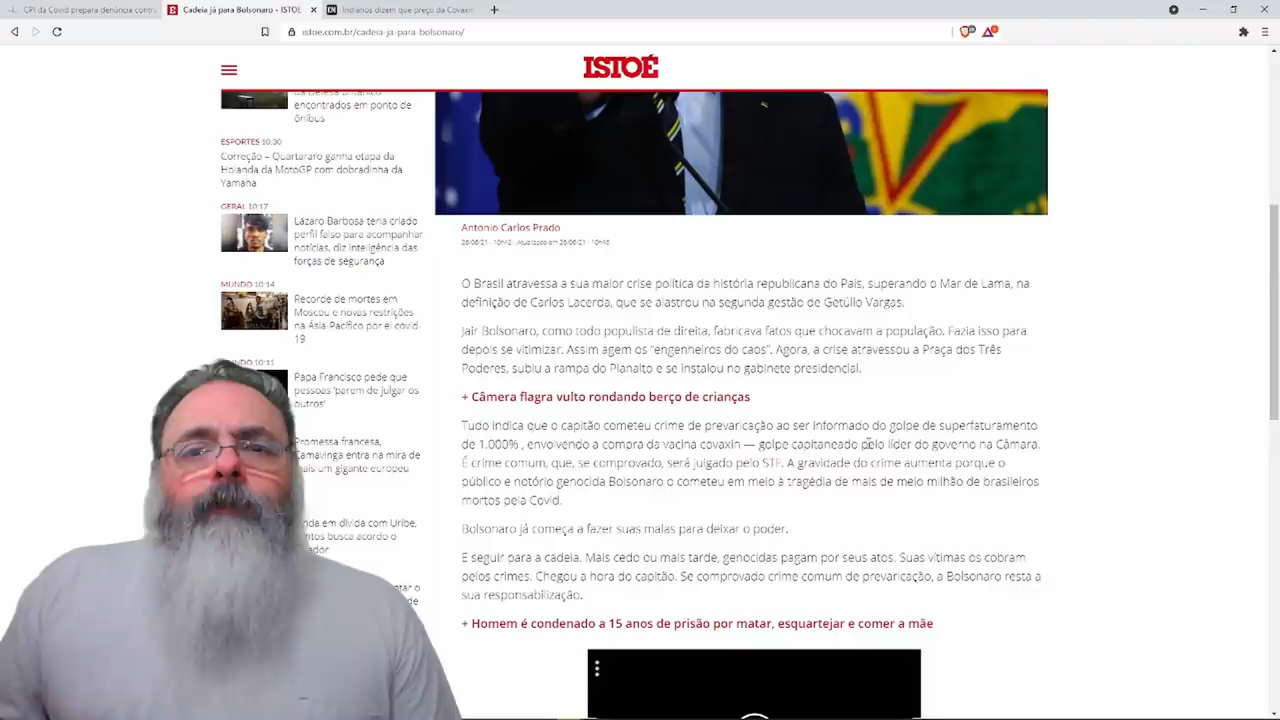 CPI da Covid prepara denúncia contra
Cadeia já para Bolsonaro - ISTOÉ
Indianos dizem que preço da Covaxin
istoe.com.br/cadeia-ja-para-bolsonaro/
ISTOÉ
da Defesa britânico
encontrados em ponto de
ônibus
ESPORTES 10:30
Correção – Quartararo ganha etapa da
Holanda da MotoGP com dobradinha da
Yamaha
GERAL 10:17
Lázaro Barbosa teria criado
perfil falso para acompanhar
notícias, diz inteligência das
forças de segurança
MUNDO 10:14
Recorde de mortes em
Moscou e novas restrições
na Ásia-Pacífico por el covid-
19
10:11
Papa Francisco pede que
pessoas 'parem de julgar os
outros'
Promessa francesa,
Camavinga entra na mira de
mais um gigante europeu
em dívida com Uribe,
busca acordo o
Antonio Carlos Prado
26/06/21 - 10h42 - Atualizado em 26/06/21 - 10h46
O Brasil atravessa a sua maior crise política da história republicana do País, superando o Mar de Lama, na
definição de Carlos Lacerda, que se alastrou na segunda gestão de Getúlio Vargas.
Jair Bolsonaro, como todo populista de direita, fabricava fatos que chocavam a população. Fazia isso para
depois se vitimizar. Assim agem os "engenheiros do caos". Agora, a crise atravessou a Praça dos Três
Poderes, subiu a rampa do Planalto e se instalou no gabinete presidencial.
+ Câmera flagra vulto rondando berço de crianças
Tudo indica que o capitão cometeu crime de prevaricação ao ser informado do golpe de superfaturamento
de 1.000% , envolvendo a compra da vacina covaxin — golpe capitaneado pelo líder do governo na Câmara.
É crime comum, que, se comprovado, será julgado pelo STF. A gravidade do crime aumenta porque o
público e notório genocida Bolsonaro o cometeu em meio à tragédia de mais de meio milhão de brasileiros
mortos pela Covid.
Bolsonaro já começa a fazer suas malas para deixar o poder.
E seguir para a cadeia. Mais cedo ou mais tarde, genocidas pagam por seus atos. Suas vítimas os cobram
pelos crimes. Chegou a hora do capitão. Se comprovado crime comum de prevaricação, a Bolsonaro resta a
sua responsabilização.
+ Homem é condenado a 15 anos de prisão por matar, esquartejar e comer a mãe